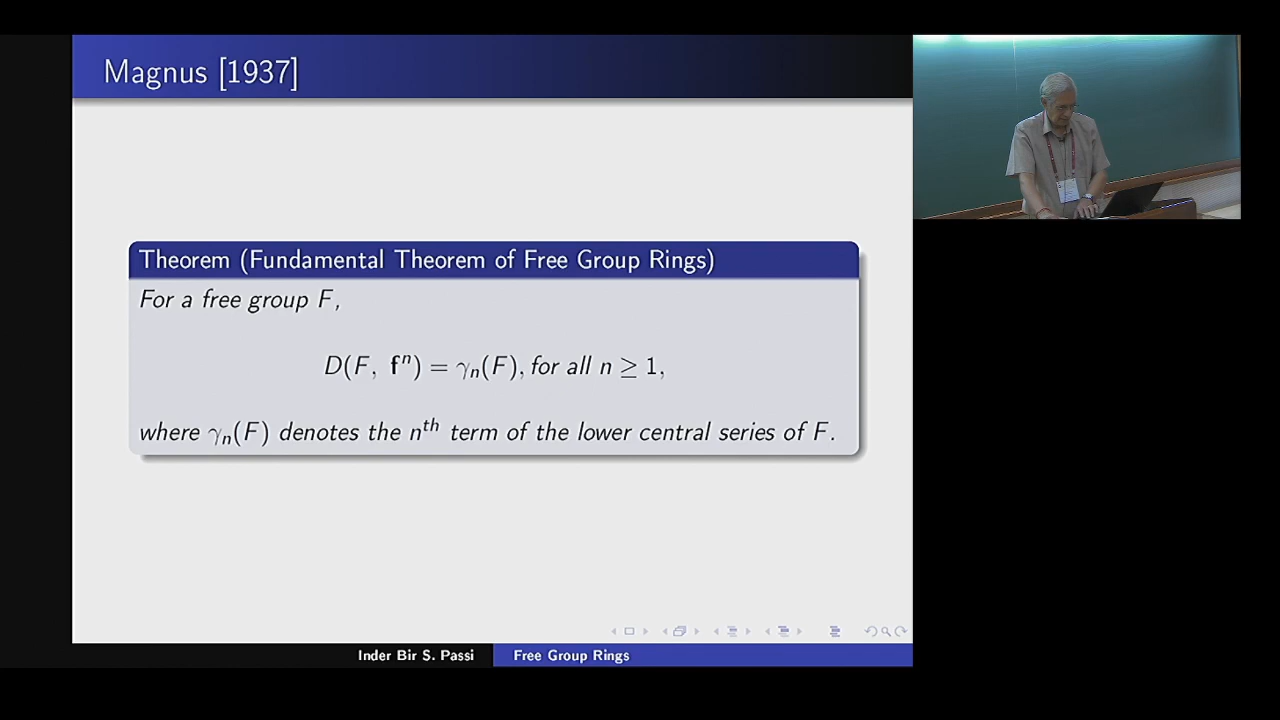 Magnus [1937]
Theorem (Fundamental Theorem of Free Group Rings)
For a free group F,
D(F, 𝐟ⁿ) = γₙ(F), for all n ≥ 1,
where γₙ(F) denotes the nᵗʰ term of the lower central series of F.
Inder Bir S. Passi
Free Group Rings